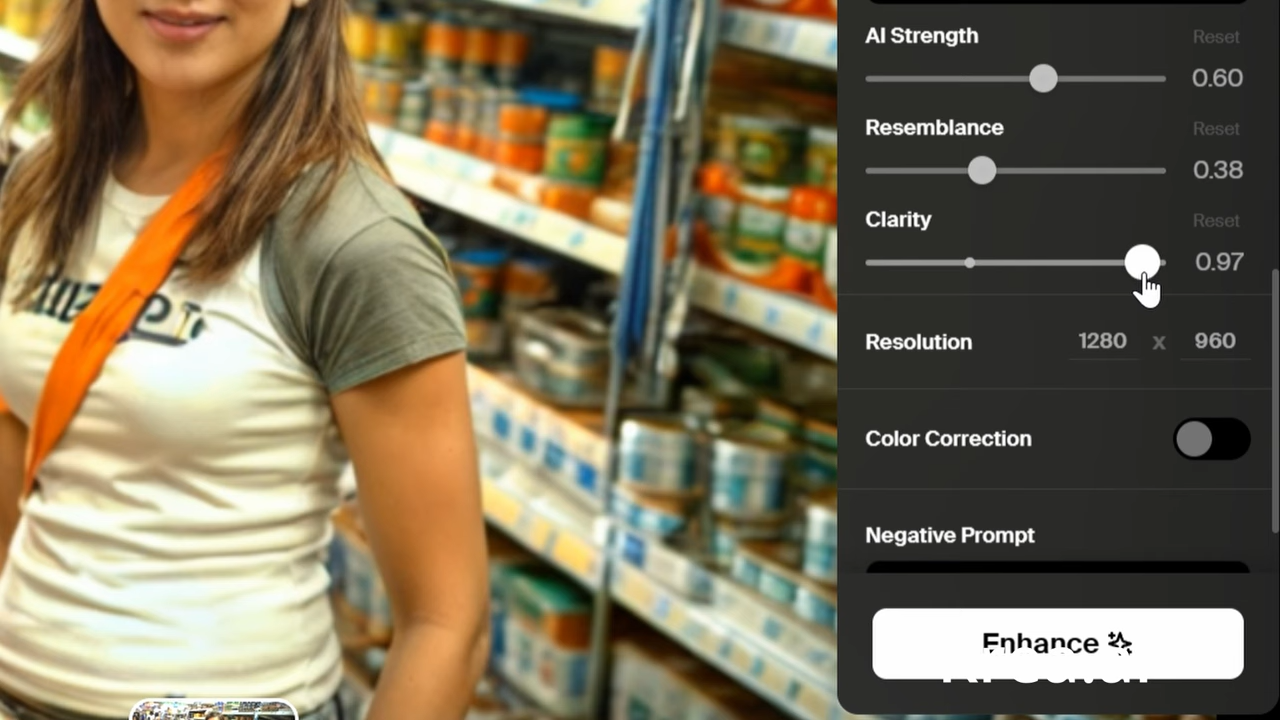 AI Strength
Reset
0.60
Resemblance
Reset
0.38
Clarity
Reset
0.97
Resolution
1280 x 960
Color Correction
Negative Prompt
Enhance